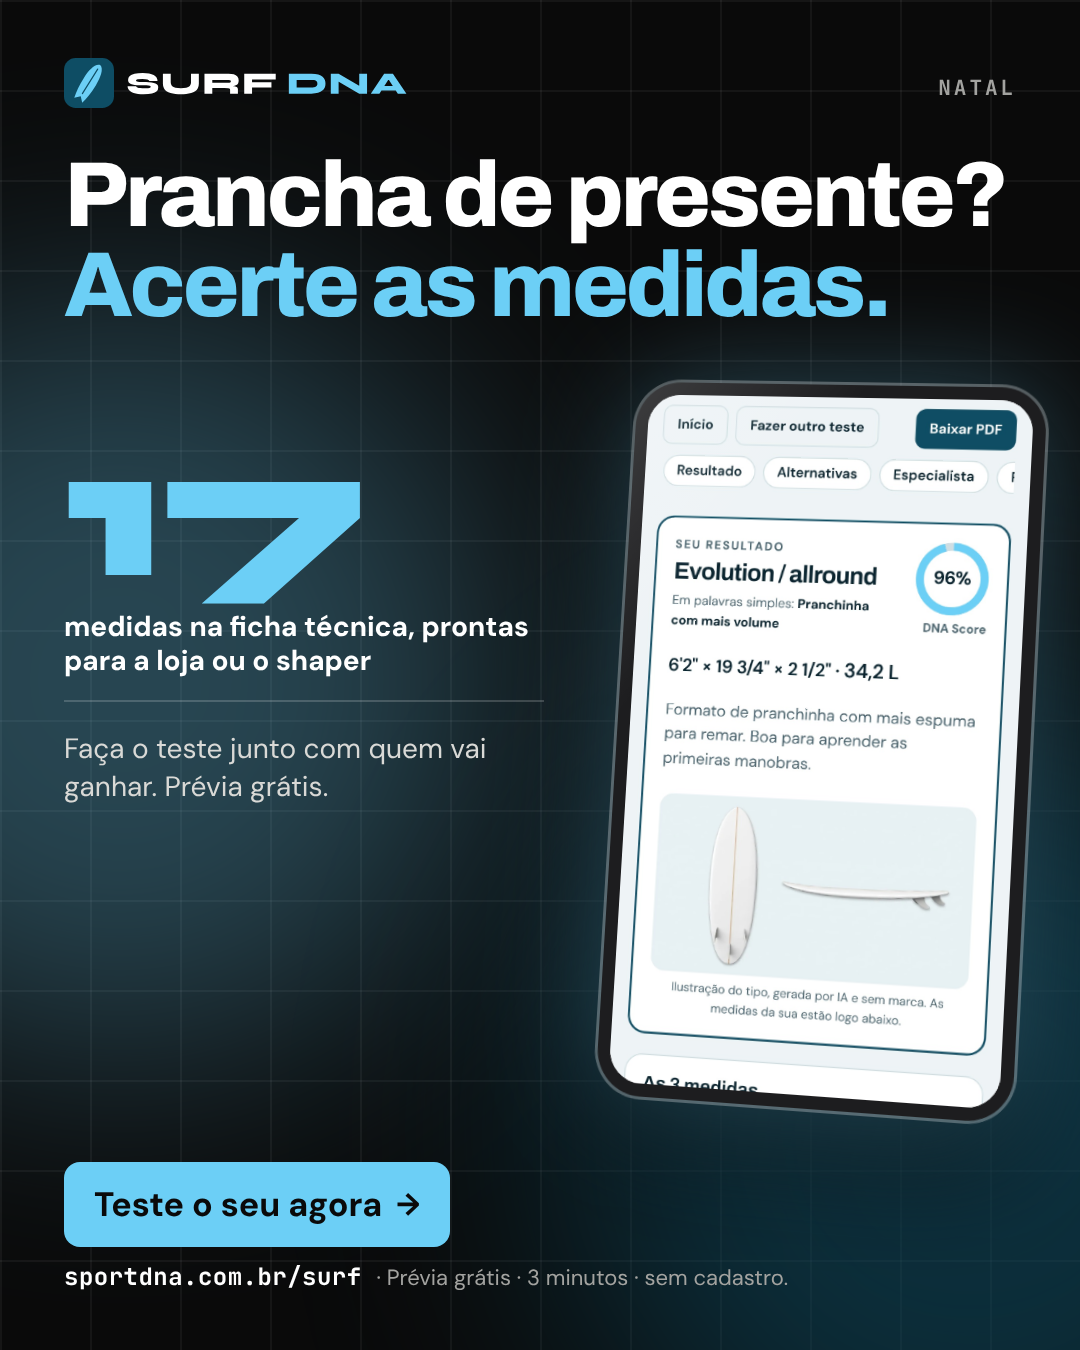 SURF DNA
NATAL
Prancha de presente?
Acerte as medidas.
17
medidas na ficha técnica, prontas
para a loja ou o shaper
Faça o teste junto com quem vai
ganhar. Prévia grátis.
Início
Fazer outro teste
Baixar PDF
Resultado
Alternativas
Especialista
SEU RESULTADO
Evolution / allround
Em palavras simples: Pranchinha
com mais volume
96%
DNA Score
6'2" × 19 3/4" × 2 1/2" · 34,2 L
Formato de pranchinha com mais espuma
para remar. Boa para aprender as
primeiras manobras.
Ilustração do tipo, gerada por IA e sem marca. As
medidas da sua estão logo abaixo.
As 3 medidas
Teste o seu agora →
sportdna.com.br/surf · Prévia grátis · 3 minutos · sem cadastro.